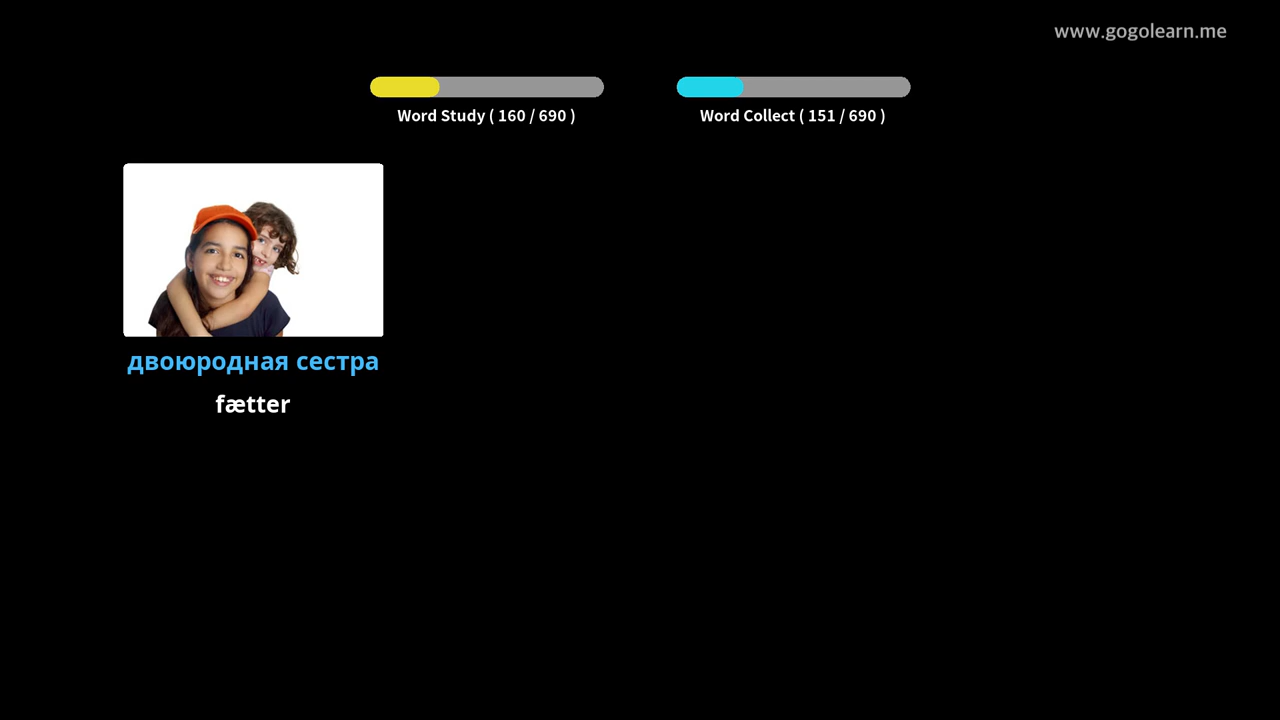 www.gogolearn.me
Word Study ( 160 / 690 )
Word Collect ( 151 / 690 )
двоюродная сестра
fætter